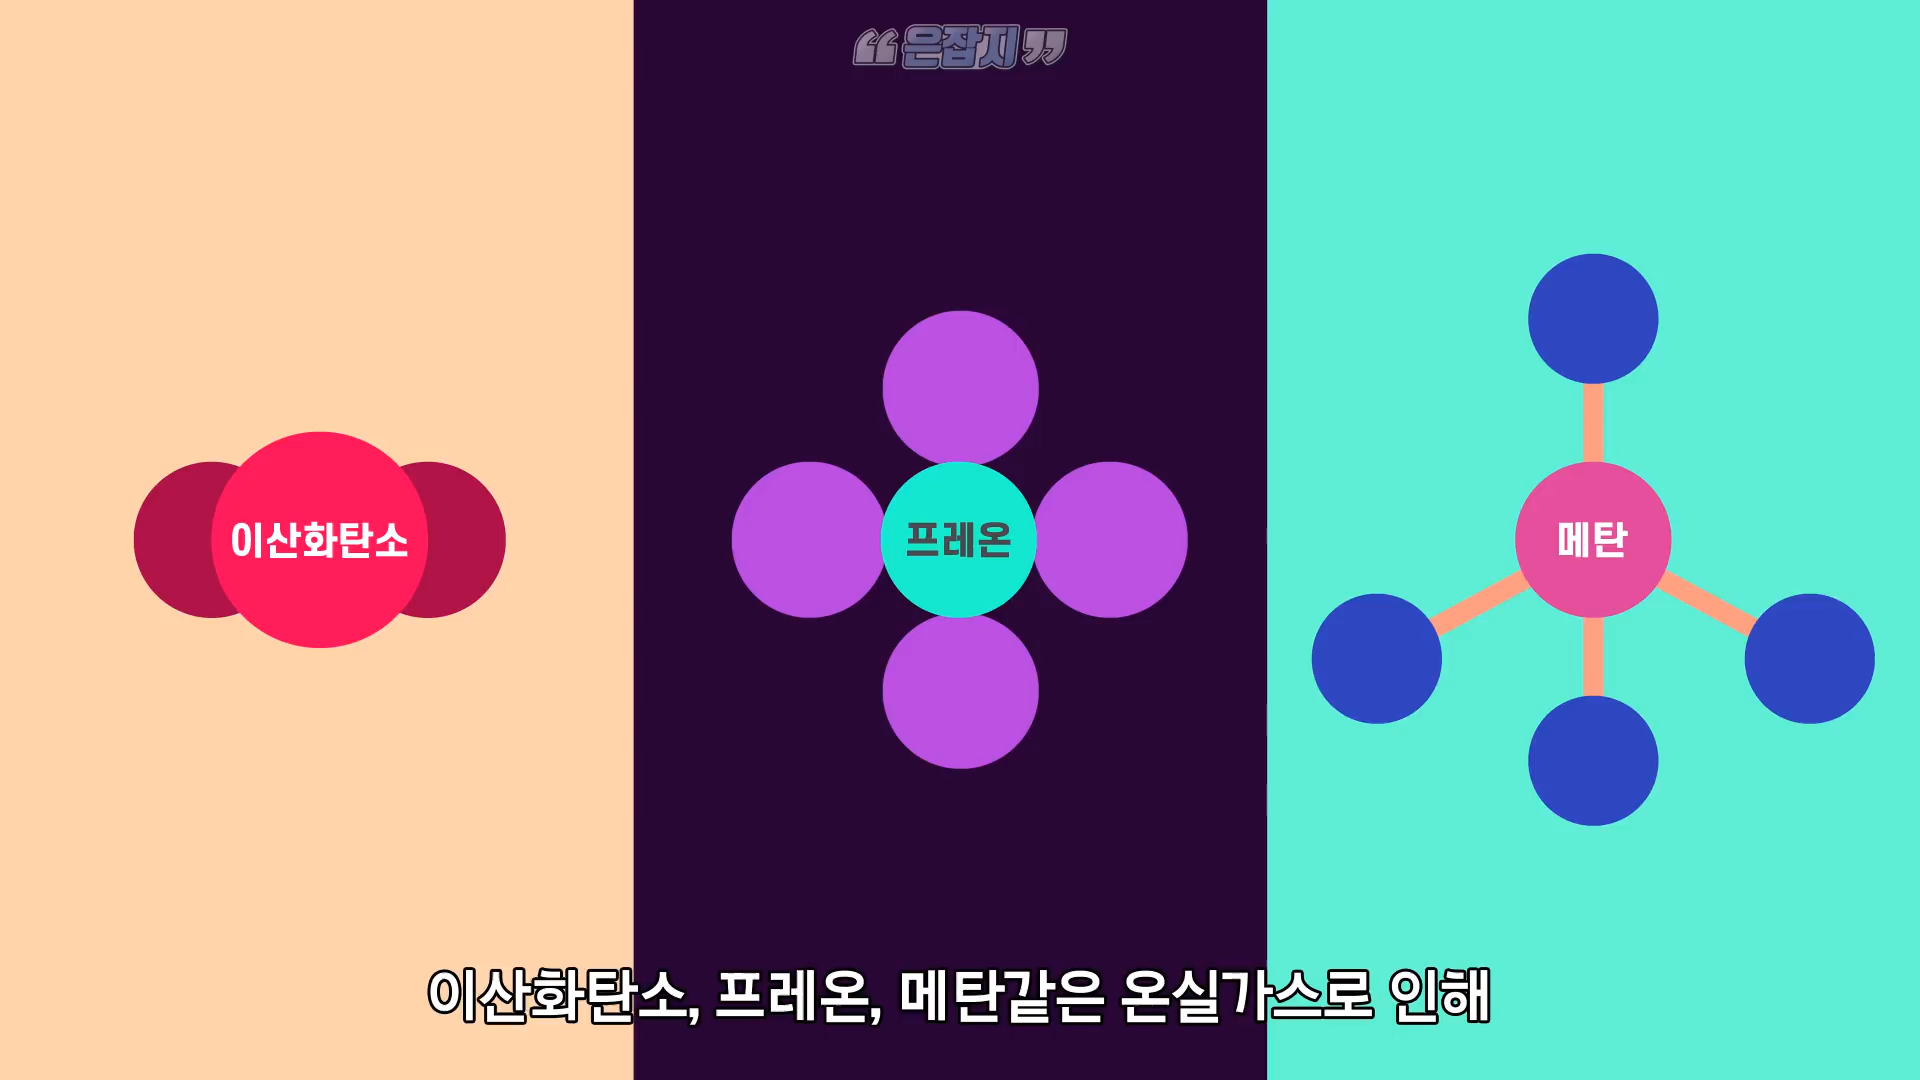 “은잡지”
이산화탄소
프레온
메탄
이산화탄소, 프레온, 메탄같은 온실가스로 인해